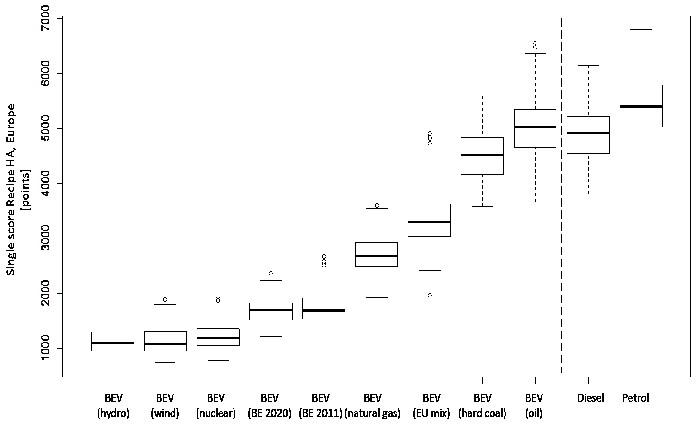 Single score Recipe HA, Europe
[points]
7000
6000
5000
4000
3000
2000
1000
BEV BEV BEV BEV BEV BEV BEV BEV BEV Diesel Petrol
(hydro) (wind) (nuclear) (BE 2020) (BE 2011) (natural gas) (EU mix) (hard coal) (oil)